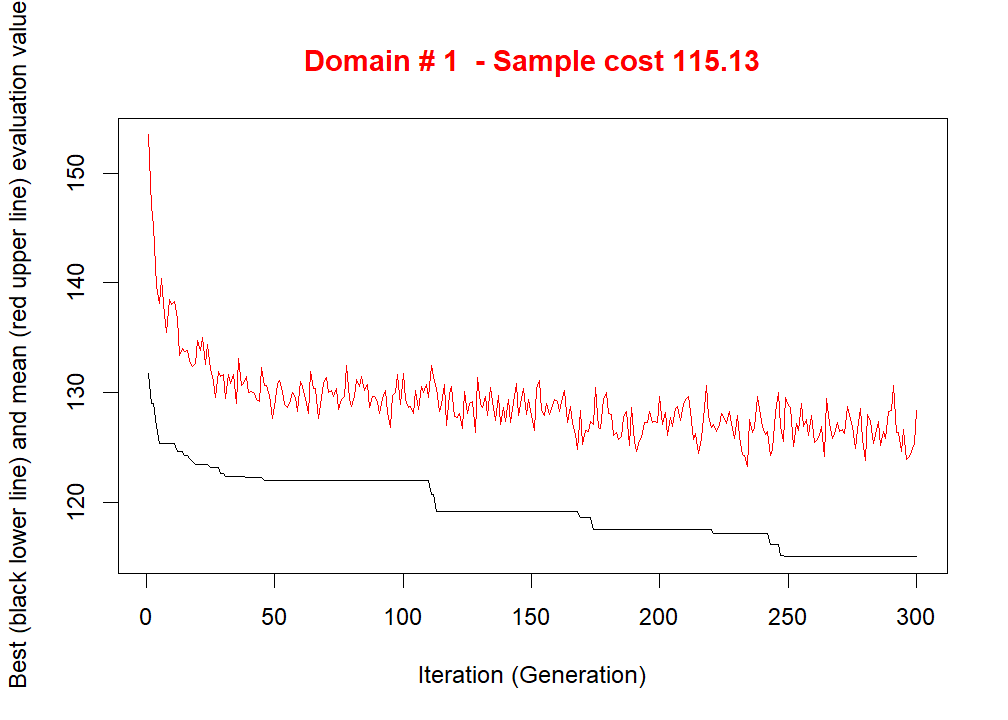 Domain # 1  - Sample cost 115.13
Best (black lower line) and mean (red upper line) evaluation value
150
140
130
120
0 50 100 150 200 250 300
Iteration (Generation)